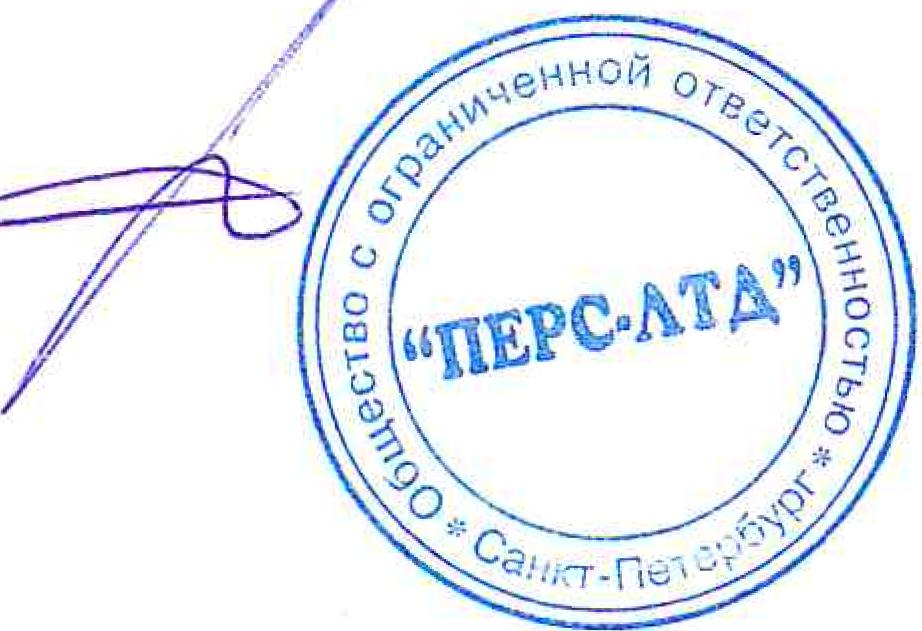 Общество с ограниченной ответственностью
* Санкт-Петербург *
“ПЕРС-ЛТД”